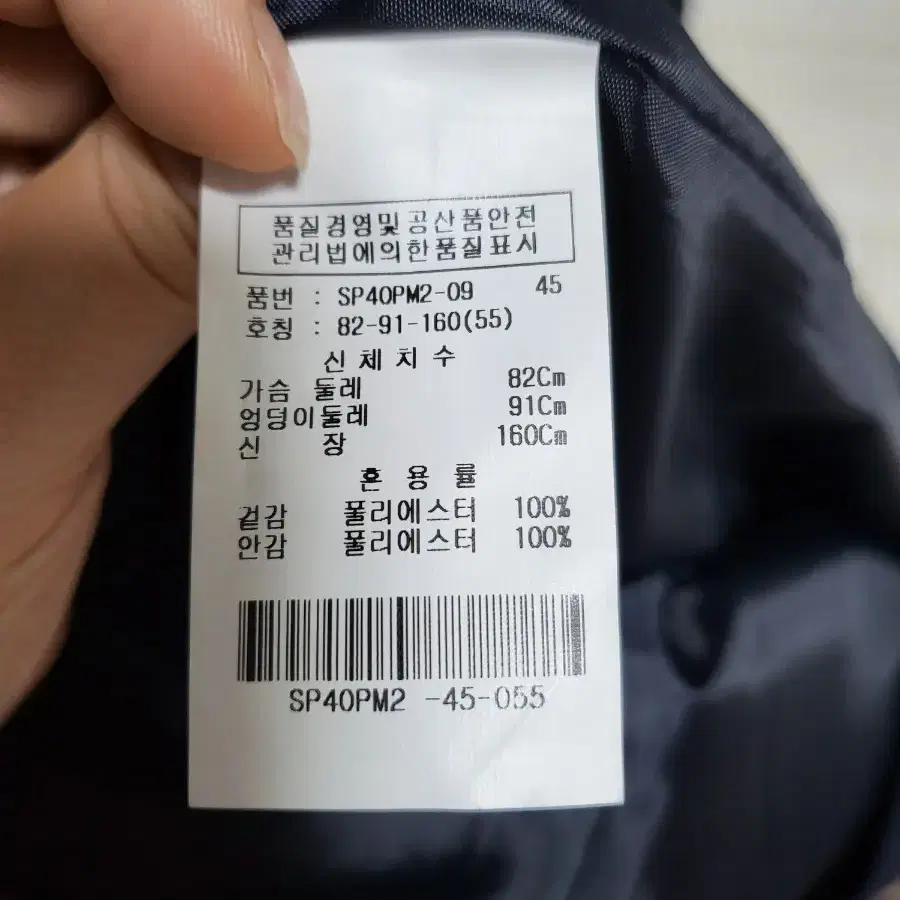 품질경영및공산품안전
관리법에의한품질표시
품번 : SP40PM2-09 45
호칭 : 82-91-160(55)
신체치수
가슴 둘레 82Cm
엉덩이둘레 91Cm
신 장 160Cm
혼용률
겉감 폴리에스터 100%
안감 폴리에스터 100%
SP40PM2 -45-055